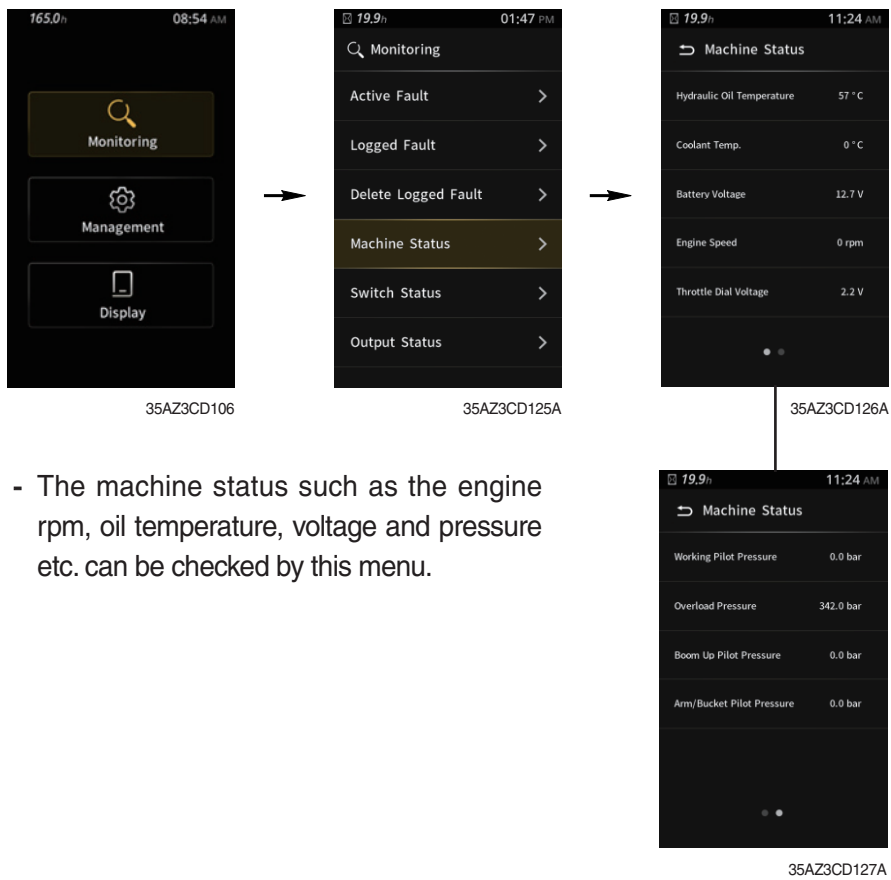 165.0h 08:54 AM
Monitoring
Management
Display
35AZ3CD106
19.9h 01:47 PM
Monitoring
Active Fault
Logged Fault
Delete Logged Fault
Machine Status
Switch Status
Output Status
35AZ3CD125A
19.9h 11:24 AM
Machine Status
Hydraulic Oil Temperature 57 °C
Coolant Temp. 0 °C
Battery Voltage 12.7 V
Engine Speed 0 rpm
Throttle Dial Voltage 2.2 V
35AZ3CD126A
- The machine status such as the engine
rpm, oil temperature, voltage and pressure
etc. can be checked by this menu.
19.9h 11:24 AM
Machine Status
Working Pilot Pressure 0.0 bar
Overload Pressure 342.0 bar
Boom Up Pilot Pressure 0.0 bar
Arm/Bucket Pilot Pressure 0.0 bar
35AZ3CD127A